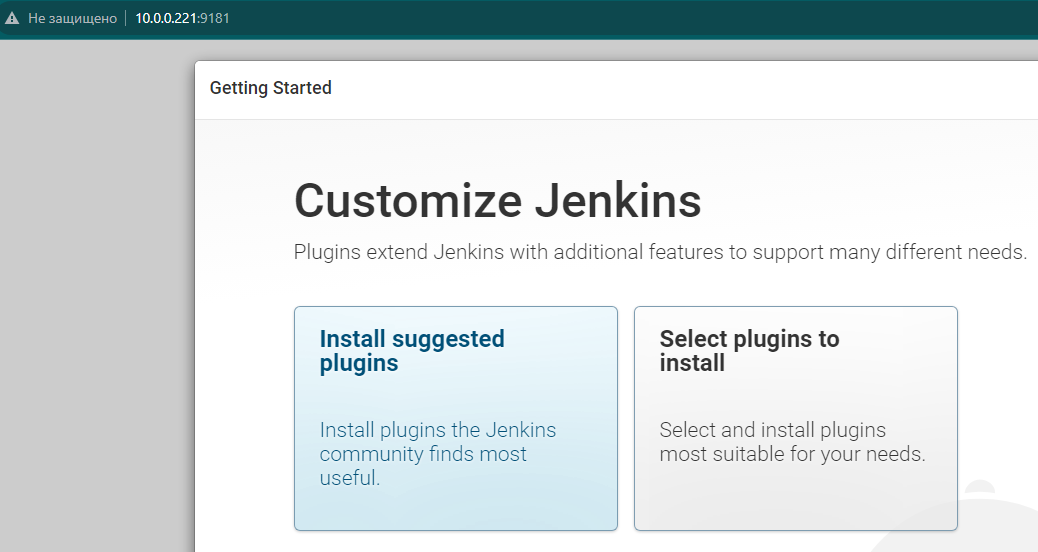 Не защищено 10.0.0.221:9181
Getting Started
Customize Jenkins
Plugins extend Jenkins with additional features to support many different needs.
Install suggested
plugins
Install plugins the Jenkins
community finds most
useful.
Select plugins to
install
Select and install plugins
most suitable for your needs.